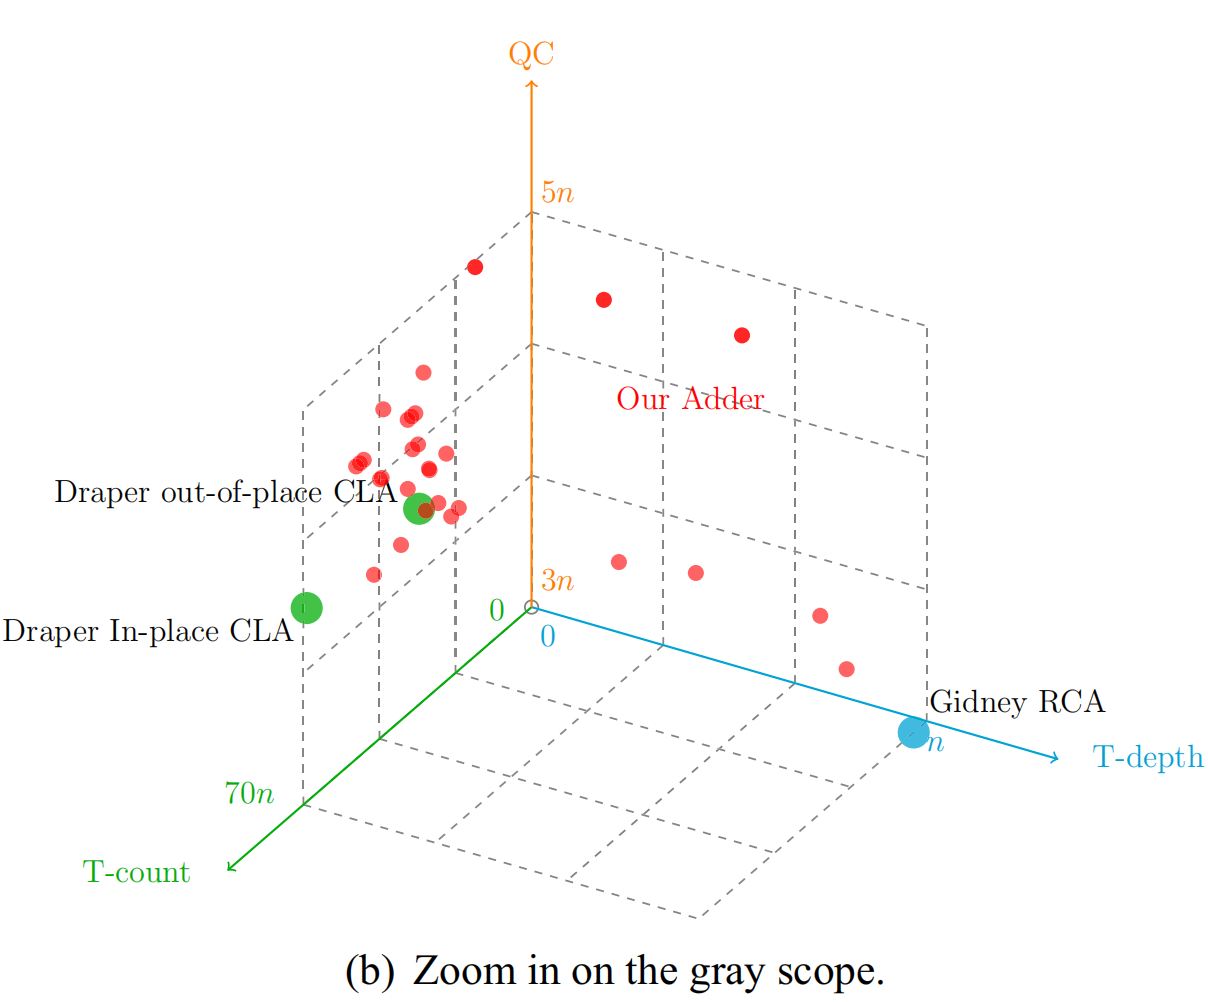 QC
5n
Our Adder
Draper out-of-place CLA
3n
0
0
Draper In-place CLA
Gidney RCA
n
T-depth
70n
T-count
(b) Zoom in on the gray scope.